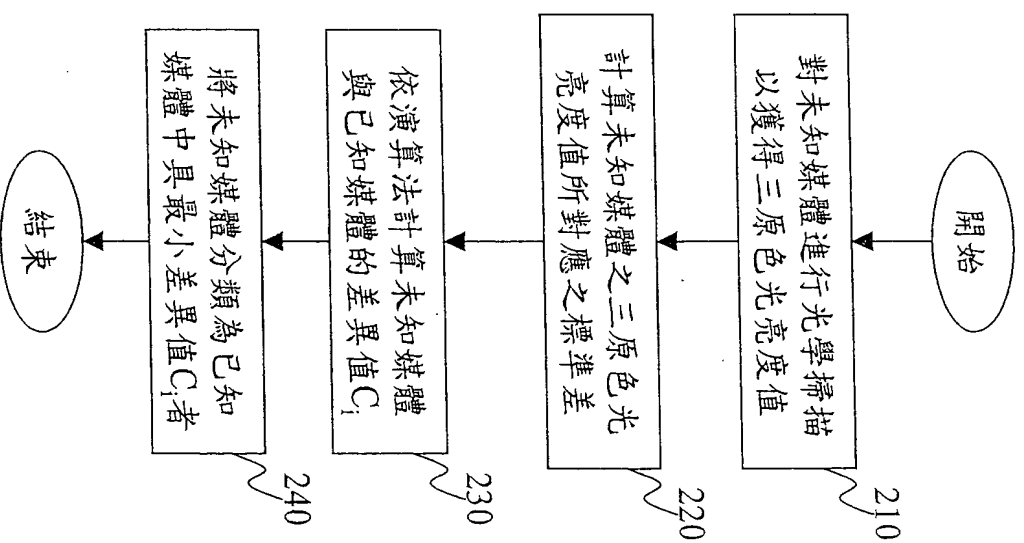 開始
對未知媒體進行光學掃描
以獲得三原色光亮度值
210
計算未知媒體之三原色光
亮度值所對應之標準差
220
依演算法計算未知媒體
與已知媒體的差異值Ci
230
將未知媒體分類為已知
媒體中具最小差異值Ci者
240
結束